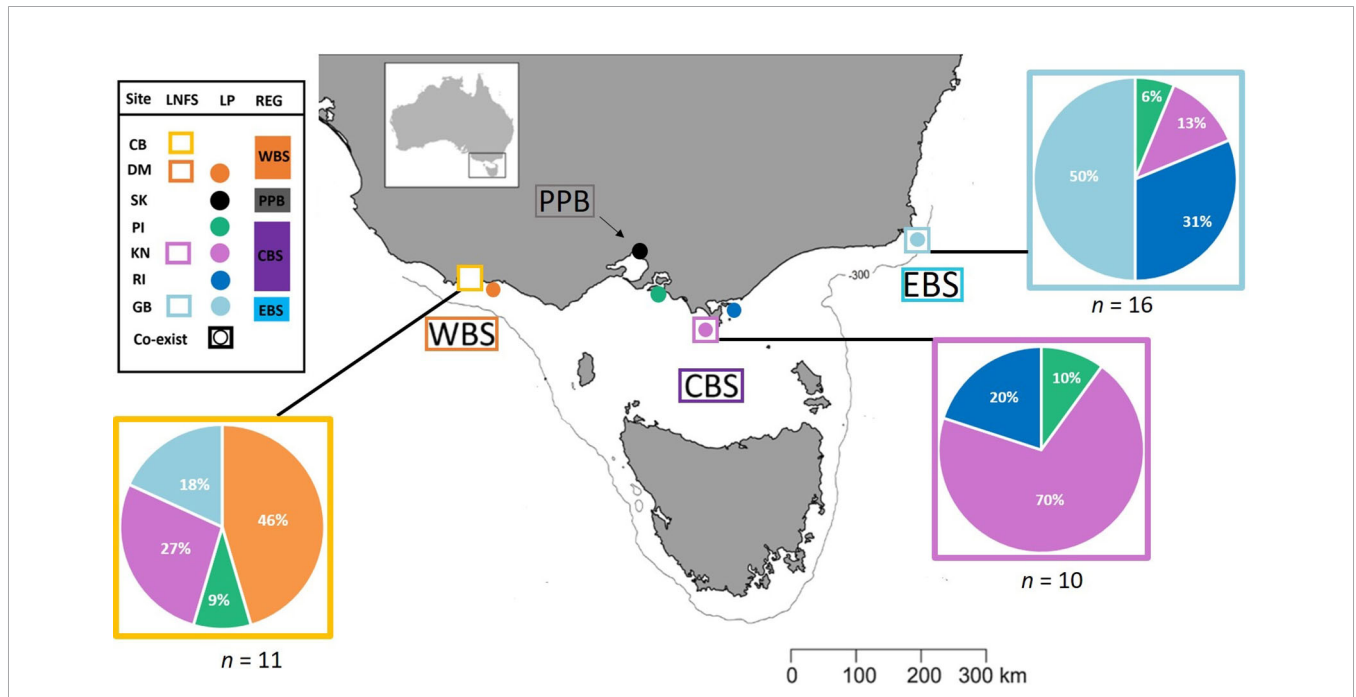 Site LNFS LP REG
CB
WBS
DM
SK
PPB
PI
KN
CBS
RI
GB
EBS
Co-exist
PPB
-300
EBS
WBS
CBS
6%
13%
50%
31%
n = 16
10%
20%
70%
n = 10
18%
46%
27%
9%
n = 11
0 100 200 300 km